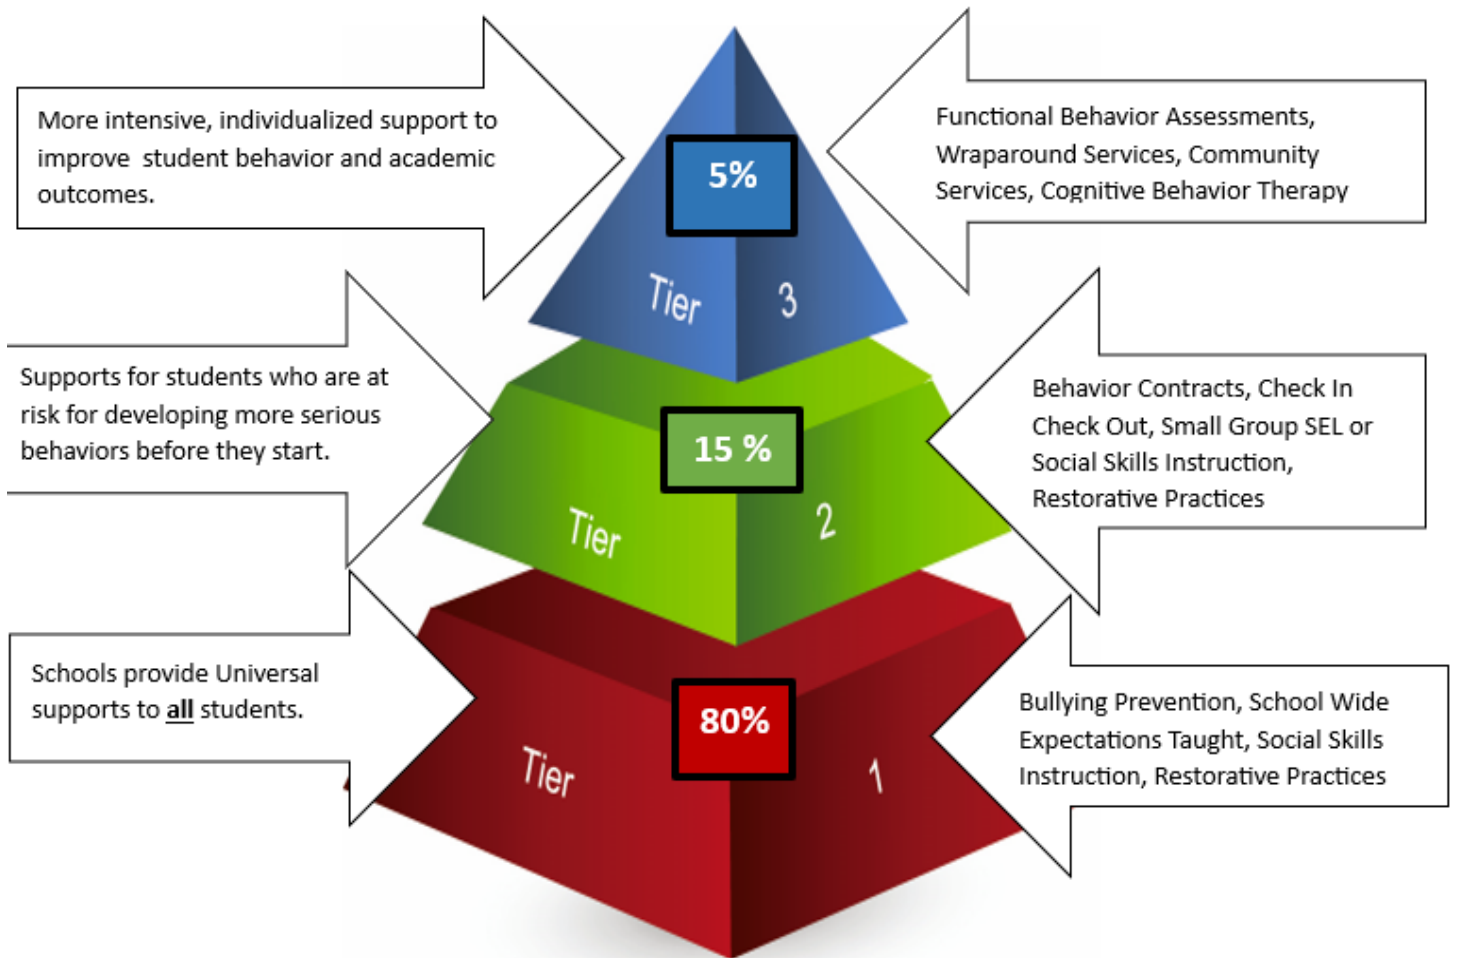 More intensive, individualized support to
improve  student behavior and academic
outcomes.
5%
Functional Behavior Assessments,
Wraparound Services, Community
Services, Cognitive Behavior Therapy
Tier 3
Supports for students who are at
risk for developing more serious
behaviors before they start.
15 %
Behavior Contracts, Check In
Check Out, Small Group SEL or
Social Skills Instruction,
Restorative Practices
Tier 2
Schools provide Universal
supports to all students.
80%
Bullying Prevention, School Wide
Expectations Taught, Social Skills
Instruction, Restorative Practices
Tier 1